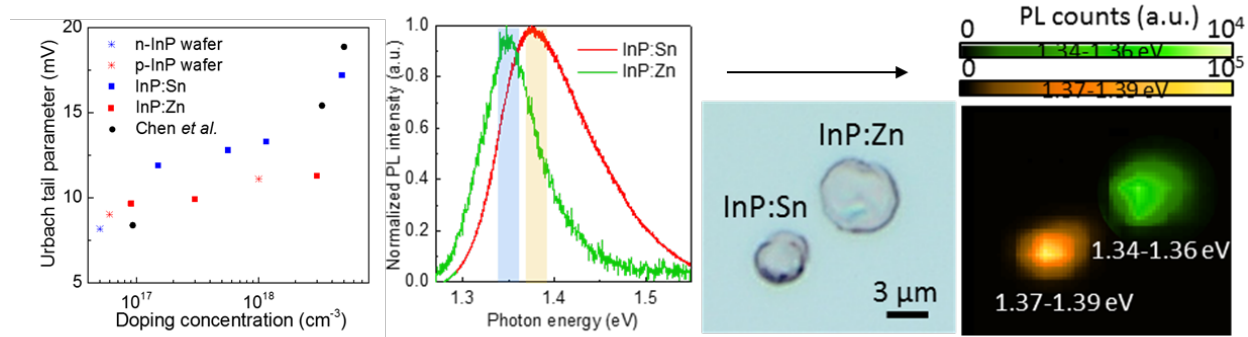 20
15
10
5
Urbach tail parameter (mV)
n-InP wafer
p-InP wafer
InP:Sn
InP:Zn
Chen et al.
10^17
10^18
Doping concentration (cm^-3)
1.0
0.8
0.6
0.4
0.2
0.0
Normalized PL intensity (a.u.)
InP:Sn
InP:Zn
1.3
1.4
1.5
Photon energy (eV)
InP:Zn
InP:Sn
3 μm
PL counts (a.u.)
0
10^4
1.34-1.36 eV
0
10^5
1.37-1.39 eV
1.34-1.36 eV
1.37-1.39 eV